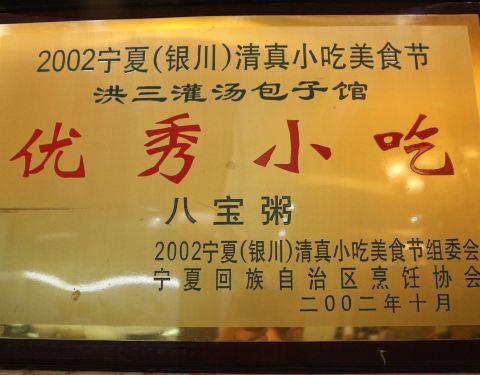 2002宁夏(银川)清真小吃美食节
洪三灌汤包子馆
优秀小吃
八宝粥
2002宁夏(银川)清真小吃美食节组委会
宁夏回族自治区烹饪协会
二OO二年十月